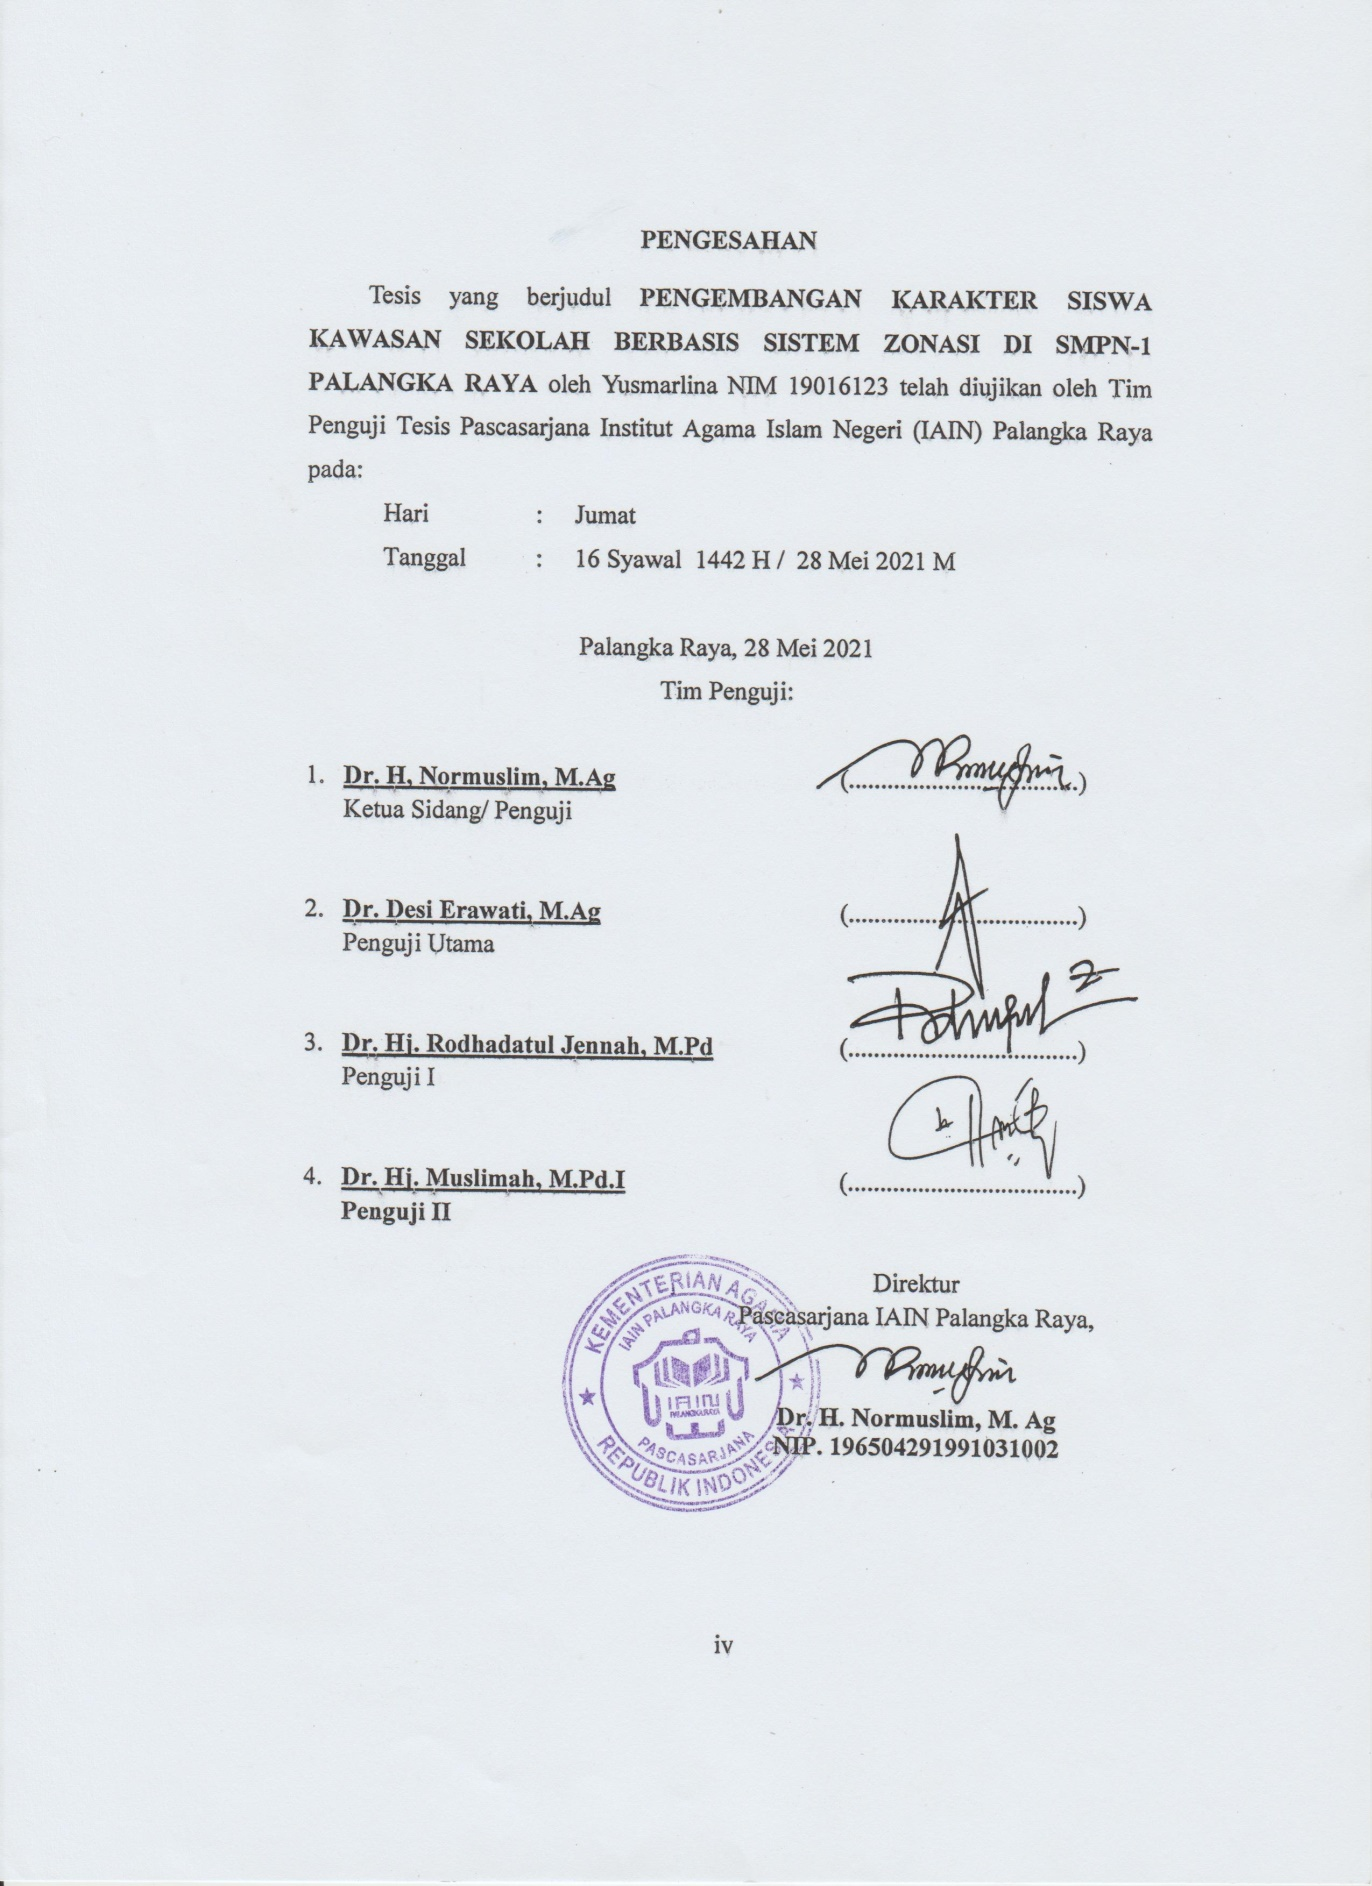 PENGESAHAN
Tesis yang berjudul PENGEMBANGAN KARAKTER SISWA
KAWASAN SEKOLAH BERBASIS SISTEM ZONASI DI SMPN-1
PALANGKA RAYA oleh Yusmarlina NIM 19016123 telah diujikan oleh Tim
Penguji Tesis Pascasarjana Institut Agama Islam Negeri (IAIN) Palangka Raya
pada:
Hari : Jumat
Tanggal : 16 Syawal 1442 H / 28 Mei 2021 M
Palangka Raya, 28 Mei 2021
Tim Penguji:
1. Dr. H, Normuslim, M.Ag (....................................)
Ketua Sidang/ Penguji
2. Dr. Desi Erawati, M.Ag (....................................)
Penguji Utama
3. Dr. Hj. Rodhadatul Jennah, M.Pd (....................................)
Penguji I
4. Dr. Hj. Muslimah, M.Pd.I (....................................)
Penguji II
Direktur
Pascasarjana IAIN Palangka Raya,
Dr. H. Normuslim, M. Ag
NIP. 196504291991031002
KEMENTERIAN AGAMA
IAIN PALANGKA RAYA
IAIN
PALANGKARAYA
PASCASARJANA
REPUBLIK INDONESIA
iv